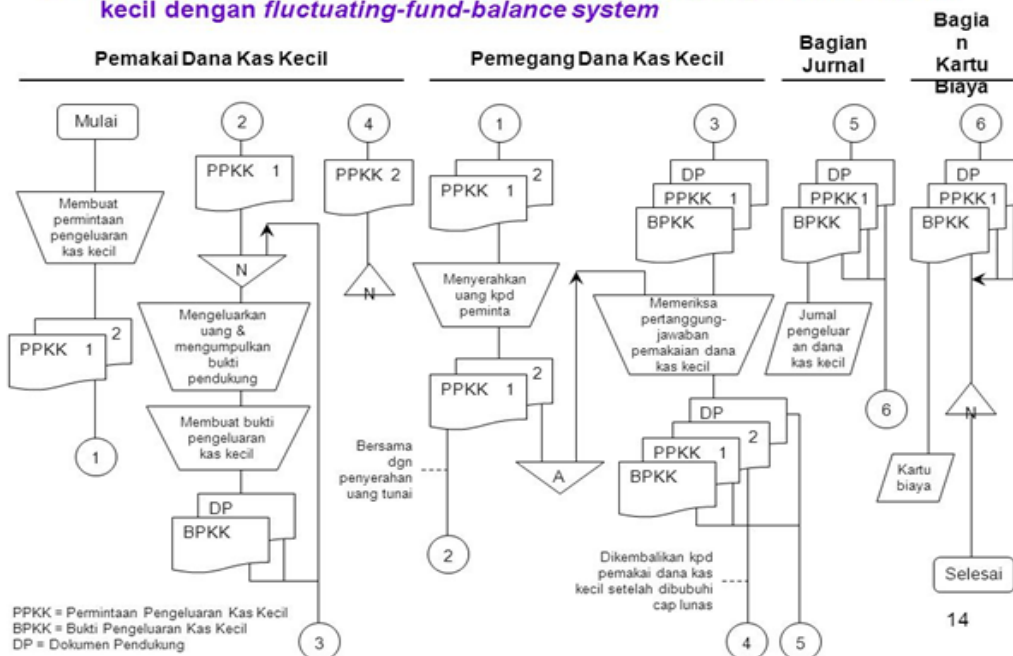 kecil dengan fluctuating-fund-balance system
Pemakai Dana Kas Kecil
Pemegang Dana Kas Kecil
Bagian
Jurnal
Bagia
n
Kartu
Biaya
Mulai
Membuat
permintaan
pengeluaran
kas kecil
2
PPKK 1
1
2
PPKK 1
N
Mengeluarkan
uang &
mengumpulkan
bukti
pendukung
Membuat bukti
pengeluaran
kas kecil
DP
BPKK
3
4
PPKK 2
N
1
2
PPKK 1
Menyerahkan
uang kpd
peminta
2
PPKK 1
A
Bersama
dgn
penyerahan
uang tunai
2
3
DP
PPKK 1
BPKK
Memeriksa
pertanggung-
jawaban
pemakaian dana
kas kecil
DP
2
PPKK 1
BPKK
Dikembalikan kpd
pemakai dana kas
kecil setelah dibubuhi
cap lunas
4
5
5
DP
PPKK 1
BPKK
Jurnal
pengeluar
an dana
kas kecil
6
6
DP
PPKK 1
BPKK
N
Kartu
biaya
Selesai
PPKK = Permintaan Pengeluaran Kas Kecil
BPKK = Bukti Pengeluaran Kas Kecil
DP = Dokumen Pendukung
14